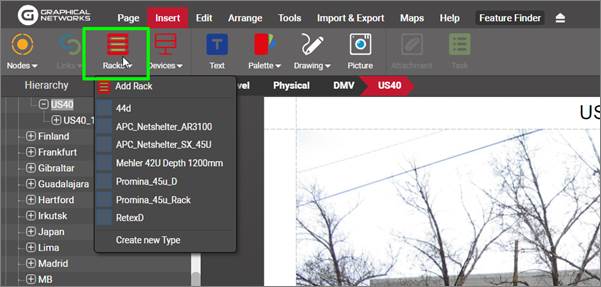 GRAPHICAL
NETWORKS
Page Insert Edit Arrange Tools Import & Export Maps Help Feature Finder
Nodes Links Racks Devices Text Palette Drawing Picture Attachment Task
Hierarchy
Physical DMV US40
Add Rack
44d
APC_Netshelter_AR3100
APC_Netshelter_SX_45U
Mehler 42U Depth 1200mm
Promina_45u_D
Promina_45u_Rack
RetexD
Create new Type
US40
US40_1
Finland
Frankfurt
Gibraltar
Guadalajara
Hartford
Irkutsk
Japan
Lima
Madrid
MB